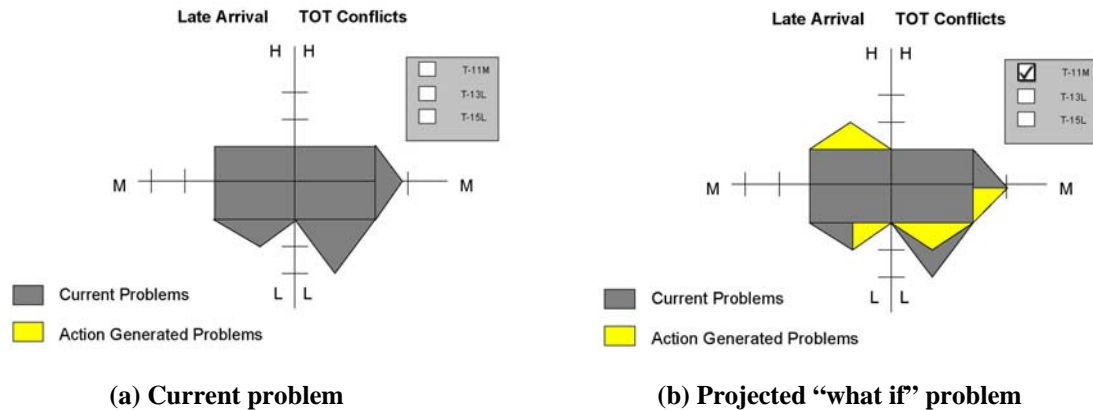 Late Arrival TOT Conflicts
H H
T-11M
T-13L
T-15L
M M
L L
Current Problems
Action Generated Problems
(a) Current problem
Late Arrival TOT Conflicts
H H
T-11M
T-13L
T-15L
M M
L L
Current Problems
Action Generated Problems
(b) Projected “what if” problem